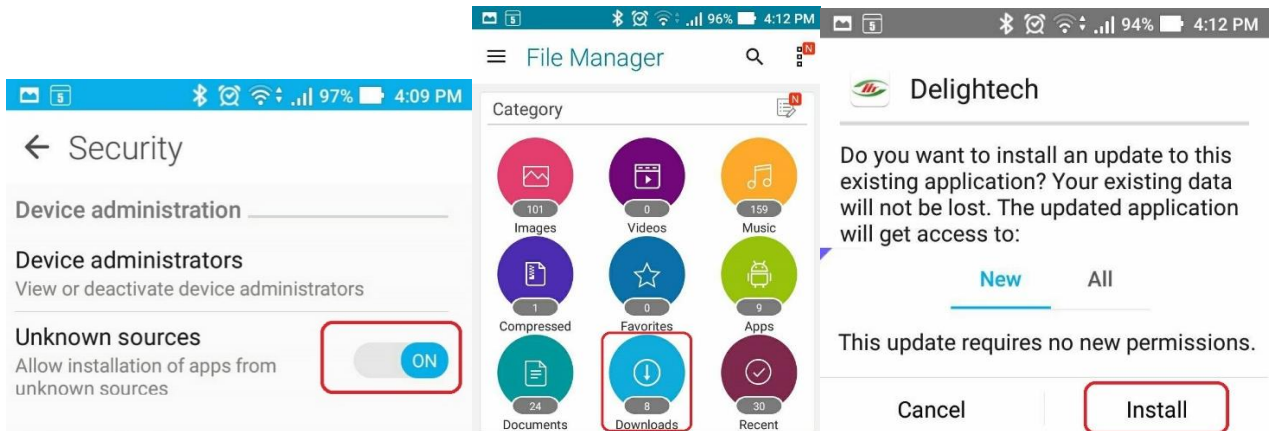 5 97% 4:09 PM
Security
Device administration
Device administrators
View or deactivate device administrators
Unknown sources
Allow installation of apps from
unknown sources
ON
5 96% 4:12 PM
File Manager
N
Category
N
101 0 159
Images Videos Music
1 0 9
Compressed Favorites Apps
24 8 30
Documents Downloads Recent
5 94% 4:12 PM
Delightech
Do you want to install an update to this
existing application? Your existing data
will not be lost. The updated application
will get access to:
New All
This update requires no new permissions.
Cancel Install